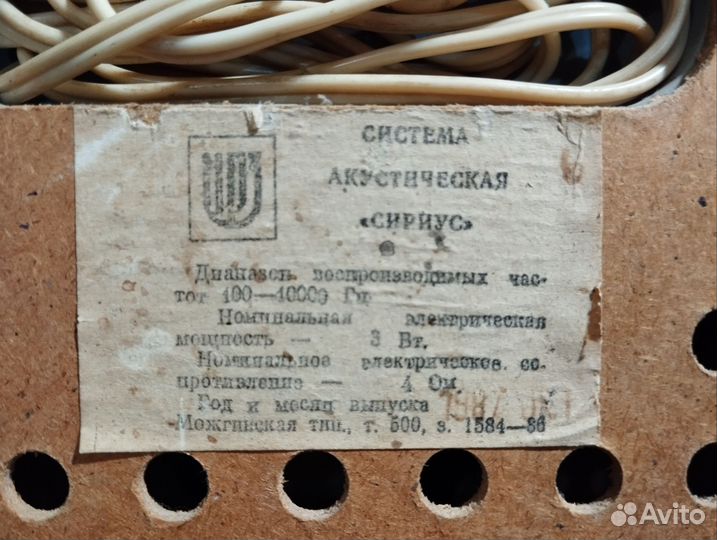 СИСТЕМА
АКУСТИЧЕСКАЯ
«СИРИУС»
Диапазон воспроизводимых час-
тот 100—10000 Гц
Номинальная электрическая
мощность — 3 Вт.
Номинальное электрическое со-
противление — 4 Ом
Год и месяц выпуска
Можгинская тип., т. 500, з. 1584—86
Avito